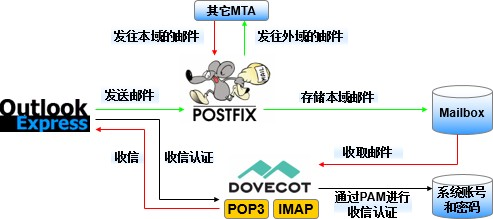 其它MTA
发往本域的邮件
发往外域的邮件
发送邮件
存储本域邮件
POSTFIX
Outlook
Express
Mailbox
收取邮件
收信
收信认证
DOVECOT
POP3
IMAP
通过PAM进行
收信认证
系统账号
和密码